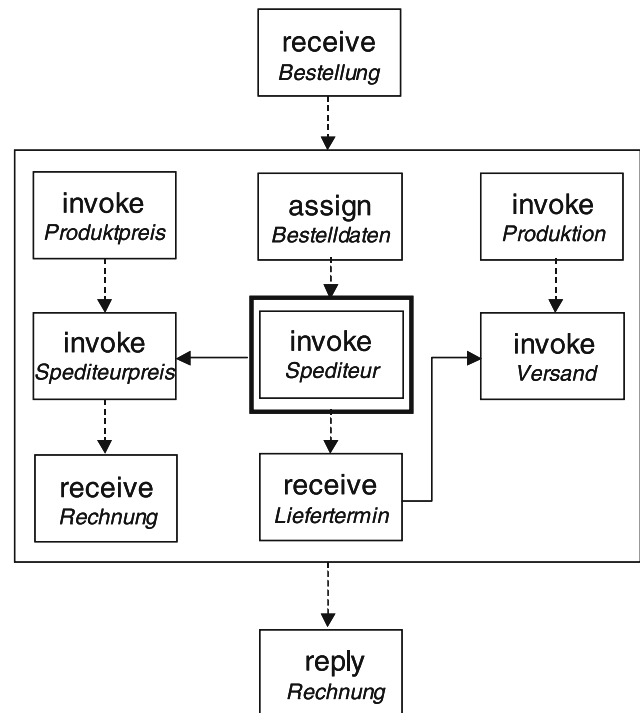 receive
Bestellung
invoke
Produktpreis
assign
Bestelldaten
invoke
Produktion
invoke
Spediteurpreis
invoke
Spediteur
invoke
Versand
receive
Rechnung
receive
Liefertermin
reply
Rechnung